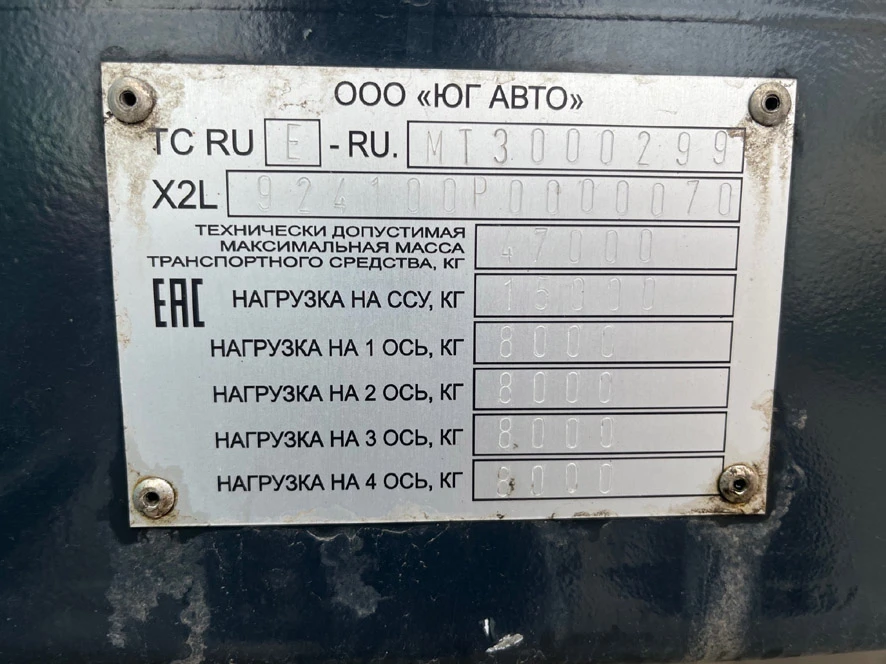 ООО «ЮГ АВТО»
ТС RU E - RU. МТ3000299
X2L 924100P0000070
ТЕХНИЧЕСКИ ДОПУСТИМАЯ
МАКСИМАЛЬНАЯ МАССА
ТРАНСПОРТНОГО СРЕДСТВА, КГ 47000
EAC НАГРУЗКА НА ССУ, КГ
НАГРУЗКА НА 1 ОСЬ, КГ 8000
НАГРУЗКА НА 2 ОСЬ, КГ 8000
НАГРУЗКА НА 3 ОСЬ, КГ 8000
НАГРУЗКА НА 4 ОСЬ, КГ 8000